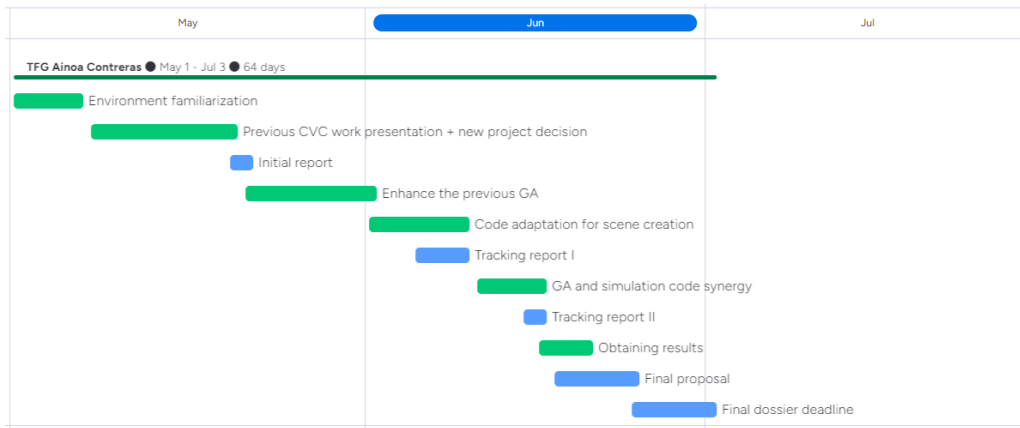 May Jun Jul
TFG Ainoa Contreras ● May 1 - Jul 3 ● 64 days
Environment familiarization
Previous CVC work presentation + new project decision
Initial report
Enhance the previous GA
Code adaptation for scene creation
Tracking report I
GA and simulation code synergy
Tracking report II
Obtaining results
Final proposal
Final dossier deadline